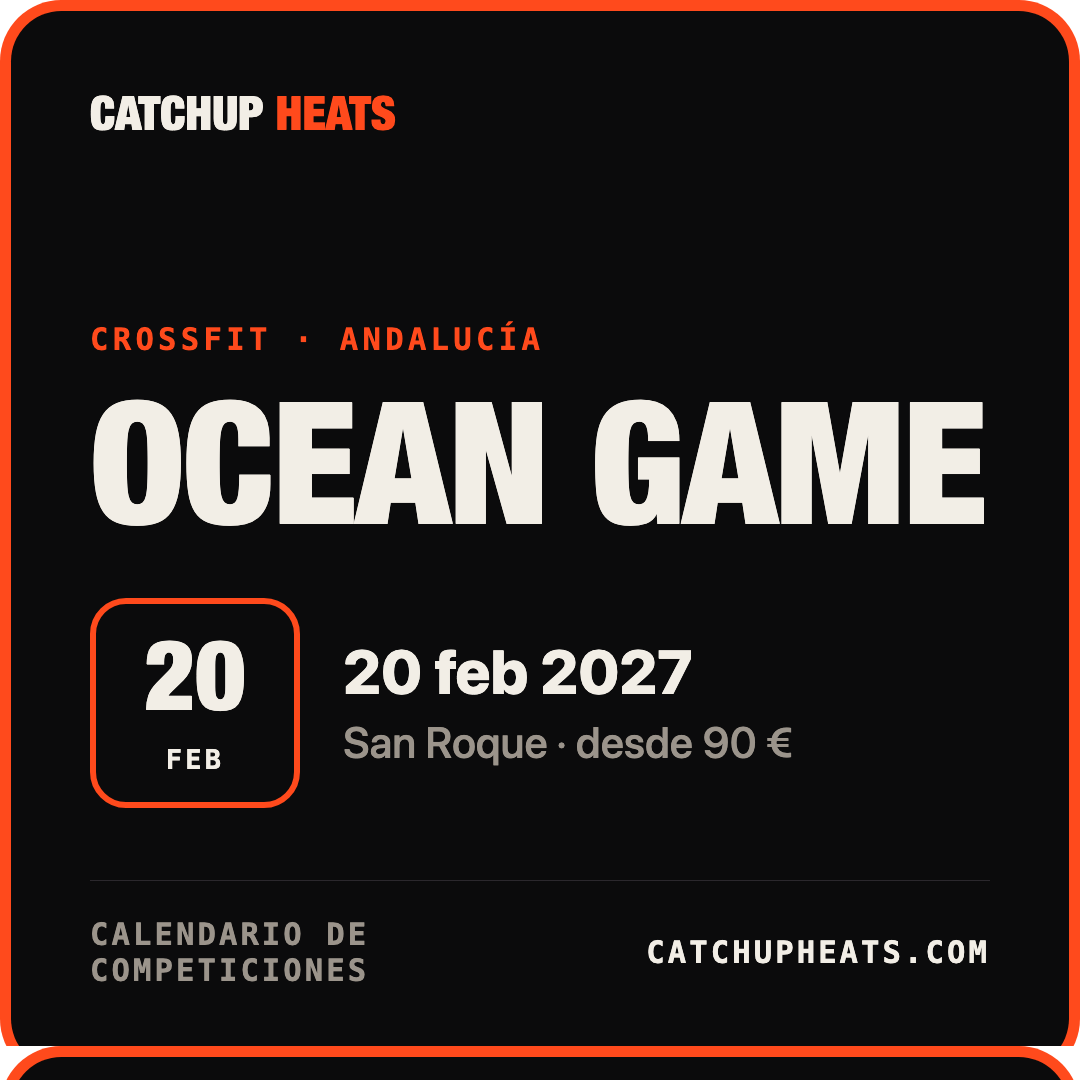 CATCHUP HEATS
CROSSFIT · ANDALUCÍA
OCEAN GAME
20
FEB
20 feb 2027
San Roque · desde 90 €
CALENDARIO DE
COMPETICIONES
CATCHUPHEATS.COM